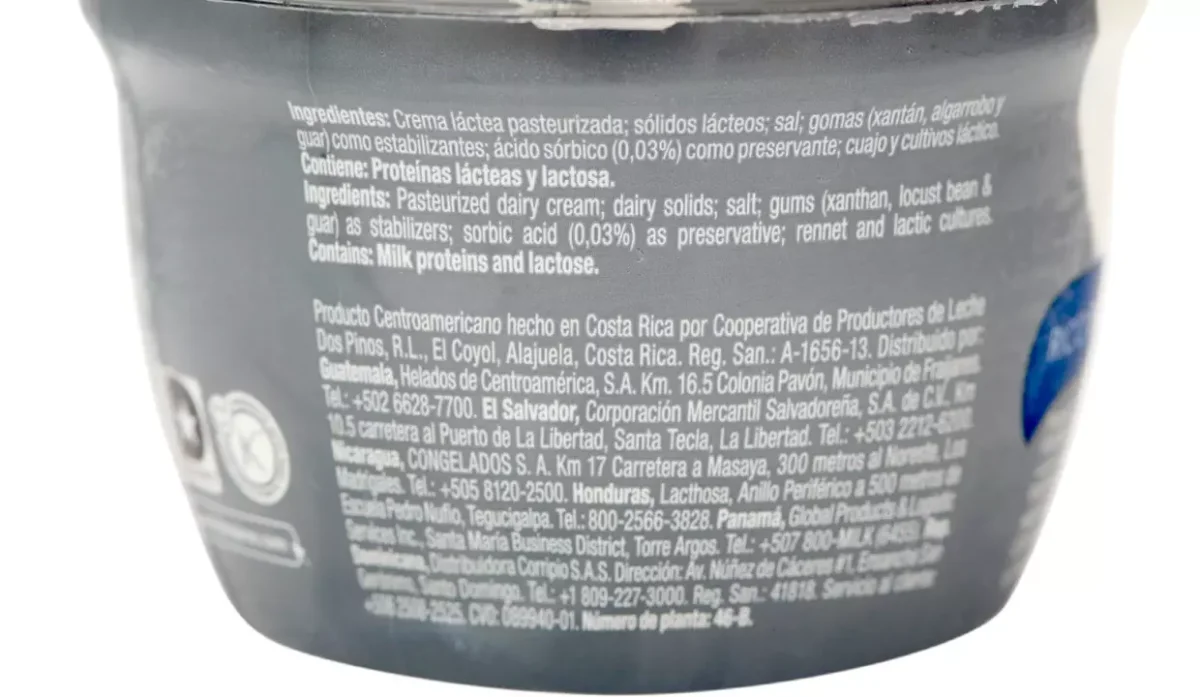 Ingredientes: Crema láctea pasteurizada; sólidos lácteos; sal; gomas (xantán, algarrobo y
guar) como estabilizantes; ácido sórbico (0,03%) como preservante; cuajo y cultivos láctico.
Contiene: Proteínas lácteas y lactosa.
Ingredients: Pasteurized dairy cream; dairy solids; salt; gums (xanthan, locust bean &
guar) as stabilizers; sorbic acid (0,03%) as preservative; rennet and lactic cultures.
Contains: Milk proteins and lactose.
Producto Centroamericano hecho en Costa Rica por Cooperativa de Productores de Leche
Dos Pinos, R.L., El Coyol, Alajuela, Costa Rica. Reg. San.: A-1656-13. Distribuido por:
Guatemala, Helados de Centroamérica, S.A. Km. 16.5 Colonia Pavón, Municipio de Fraijanes.
Tel.: +502 6628-7700. El Salvador, Corporación Mercantil Salvadoreña, S.A. de C.V., Km
10.5 carretera al Puerto de La Libertad, Santa Tecla, La Libertad. Tel.: +503 2212-6200.
Nicaragua, CONGELADOS S. A. Km 17 Carretera a Masaya, 300 metros al Noreste, Los
Madrigales. Tel.: +505 8120-2500. Honduras, Lacthosa, Anillo Periférico a 500 metros de
Escuela Pedro Nufio, Tegucigalpa. Tel.: 800-2566-3828. Panamá, Global Products & Logistic
Services Inc., Santa María Business District, Torre Argos. Tel.: +507 800-MILK (6455). Rep.
Dominicana, Distribuidora Corripio S.A.S. Dirección: Av. Núñez de Cáceres #1, Ensanche San
Gerónimo, Santo Domingo. Tel.: +1 809-227-3000. Reg. San.: 41818. Servicio al cliente:
+506 2508-2525. CVO: 089940-01. Número de planta: 46-B.